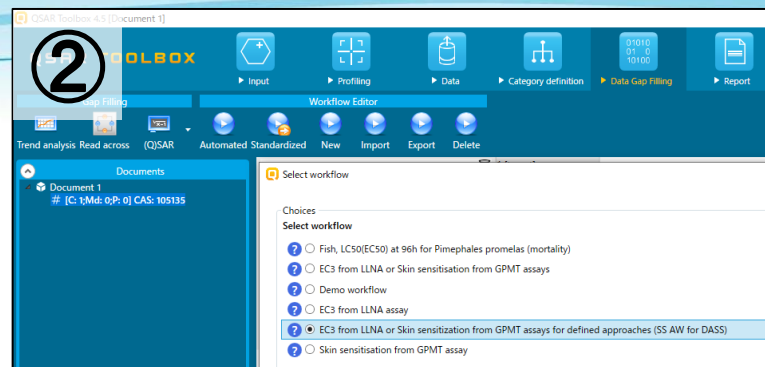 QSAR Toolbox 4.5 [Document 1]
②
TOOLBOX
01010
01 0
10100
Input
Profiling
Data
Category definition
Data Gap Filling
Report
Gap Filling
Workflow Editor
Trend analysis Read across (Q)SAR Automated Standardized New Import Export Delete
Documents
Document 1
# [C: 1;Md: 0;P: 0] CAS: 105135
Select workflow
Choices
Select workflow
Fish, LC50(EC50) at 96h for Pimephales promelas (mortality)
EC3 from LLNA or Skin sensitisation from GPMT assays
Demo workflow
EC3 from LLNA assay
EC3 from LLNA or Skin sensitization from GPMT assays for defined approaches (SS AW for DASS)
Skin sensitisation from GPMT assay